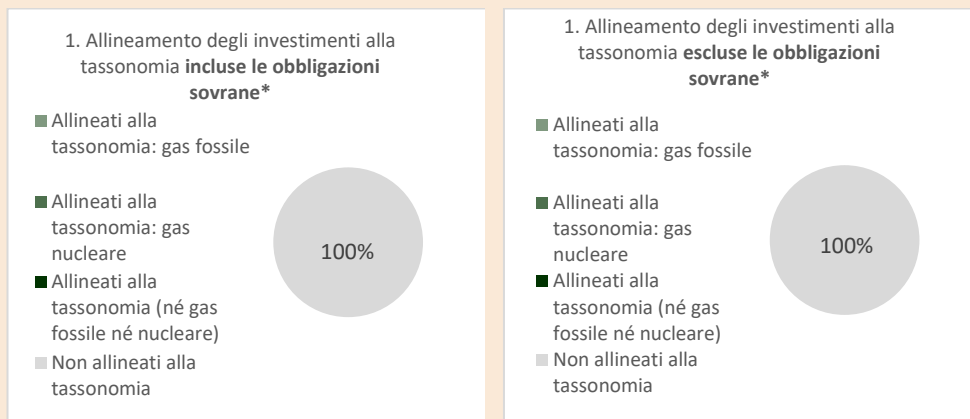 1. Allineamento degli investimenti alla
tassonomia incluse le obbligazioni
sovrane*
Allineati alla
tassonomia: gas fossile
Allineati alla
tassonomia: gas
nucleare
Allineati alla
tassonomia (né gas
fossile né nucleare)
Non allineati alla
tassonomia
100%
1. Allineamento degli investimenti alla
tassonomia escluse le obbligazioni
sovrane*
Allineati alla
tassonomia: gas fossile
Allineati alla
tassonomia: gas
nucleare
Allineati alla
tassonomia (né gas
fossile né nucleare)
Non allineati alla
tassonomia
100%